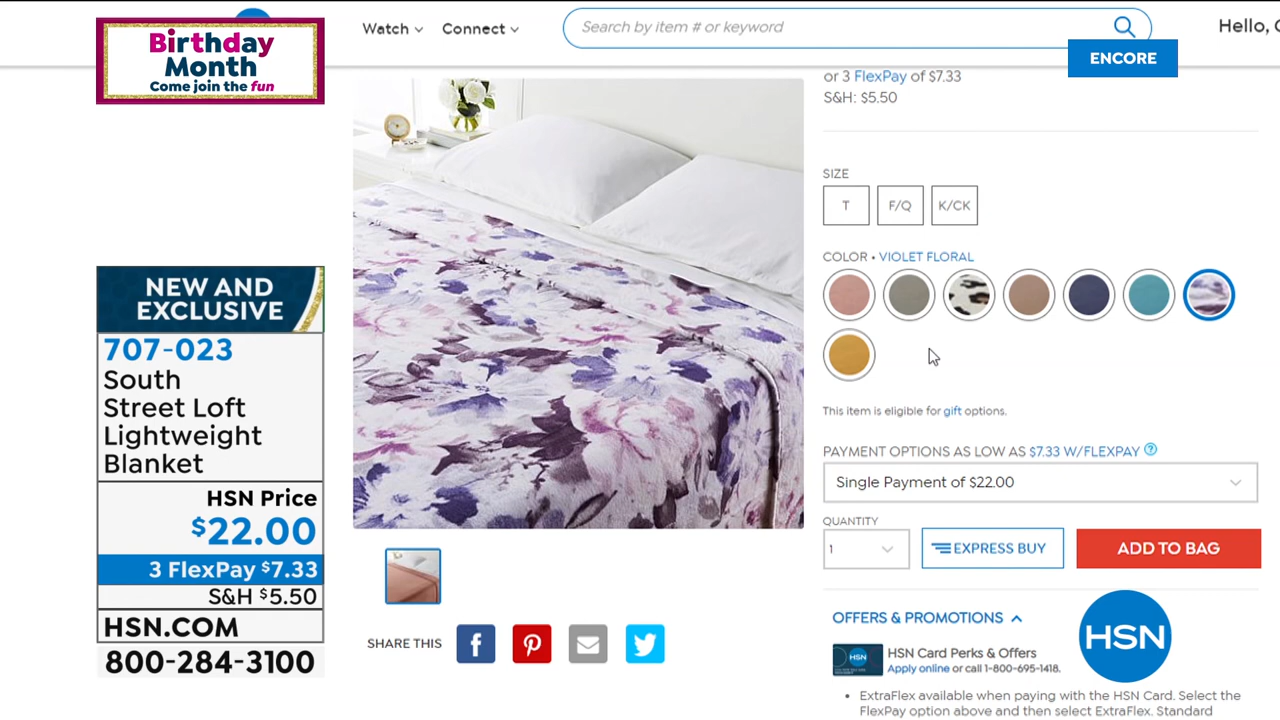 Birthday
Month
Come join the fun
Watch
Connect
Search by item # or keyword
Hello,
ENCORE
or 3 FlexPay of $7.33
S&H: $5.50
SIZE
T
F/Q
K/CK
COLOR • VIOLET FLORAL
This item is eligible for gift options.
PAYMENT OPTIONS AS LOW AS $7.33 W/FLEXPAY ?
Single Payment of $22.00
QUANTITY
1
EXPRESS BUY
ADD TO BAG
OFFERS & PROMOTIONS
HSN
HSN Card Perks & Offers
Apply online or call 1-800-695-1418.
HSN
• ExtraFlex available when paying with the HSN Card. Select the
FlexPay option above and then select ExtraFlex. Standard
NEW AND
EXCLUSIVE
707-023
South
Street Loft
Lightweight
Blanket
HSN Price
$22.00
3 FlexPay $7.33
S&H $5.50
HSN.COM
800-284-3100
SHARE THIS